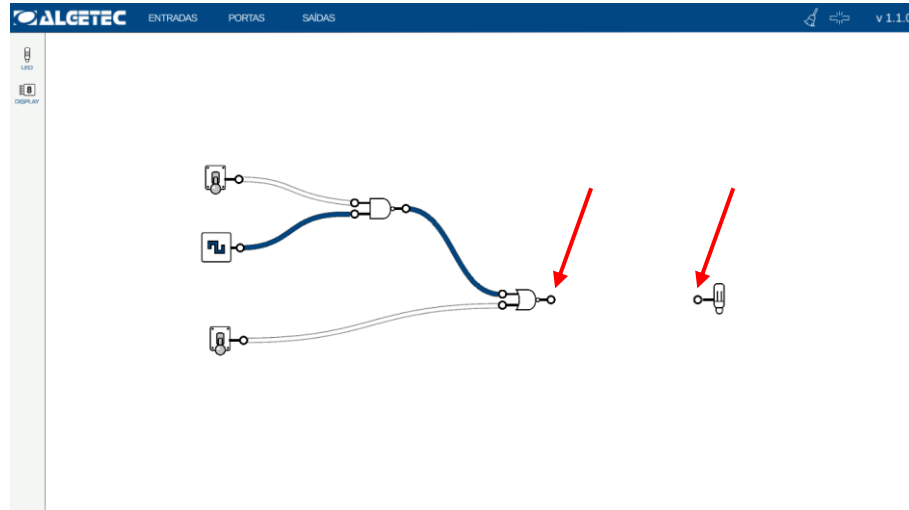 ALGETEC ENTRADAS PORTAS SAÍDAS v 1.1.0
LED
8
DISPLAY